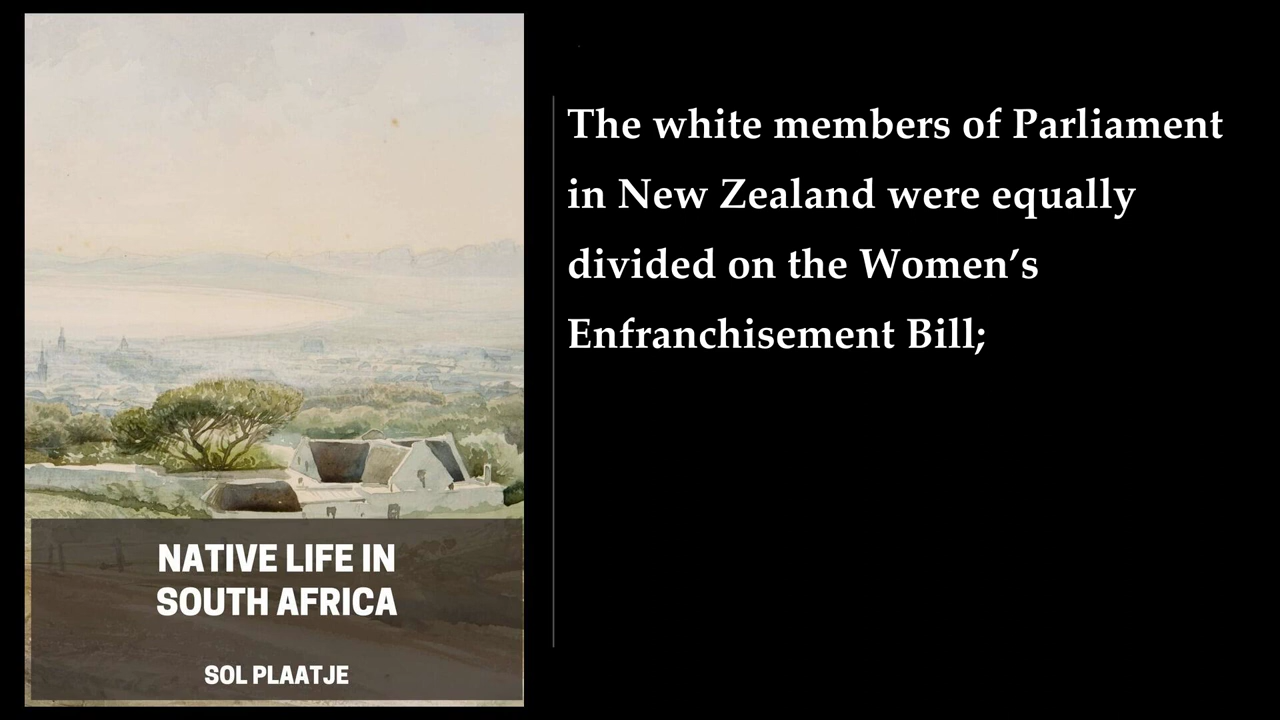 The white members of Parliament
in New Zealand were equally
divided on the Women’s
Enfranchisement Bill;
NATIVE LIFE IN
SOUTH AFRICA
SOL PLAATJE